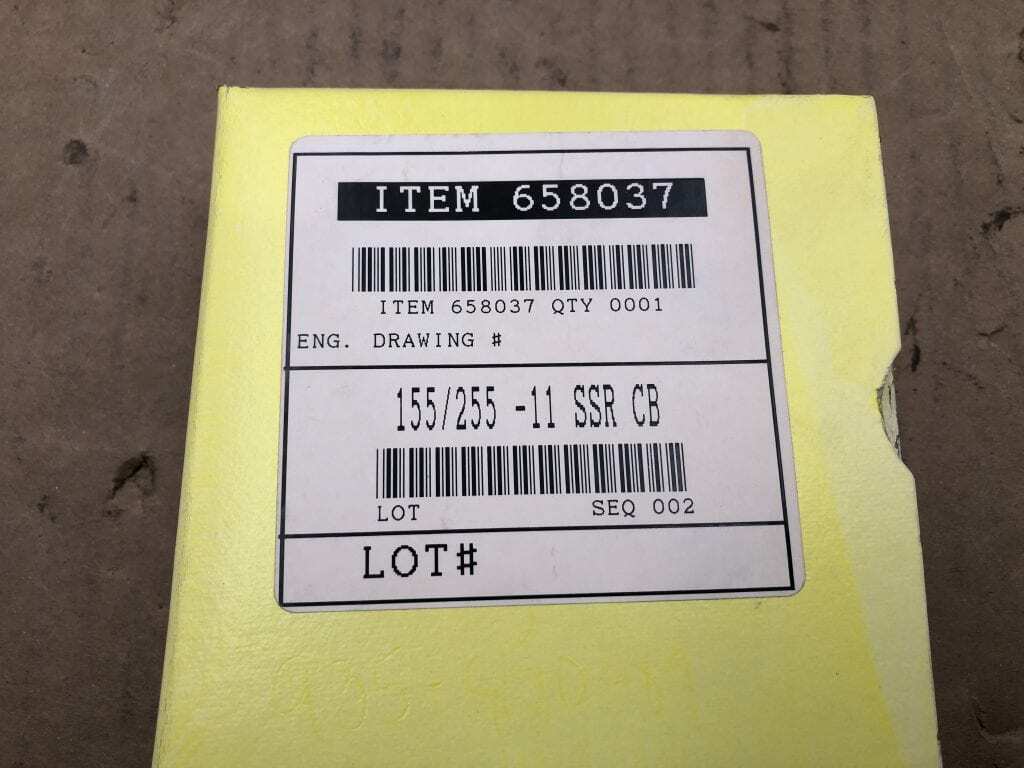 ITEM 658037
ITEM 658037 QTY 0001
ENG. DRAWING #
155/255 -11 SSR CB
LOT SEQ 002
LOT#